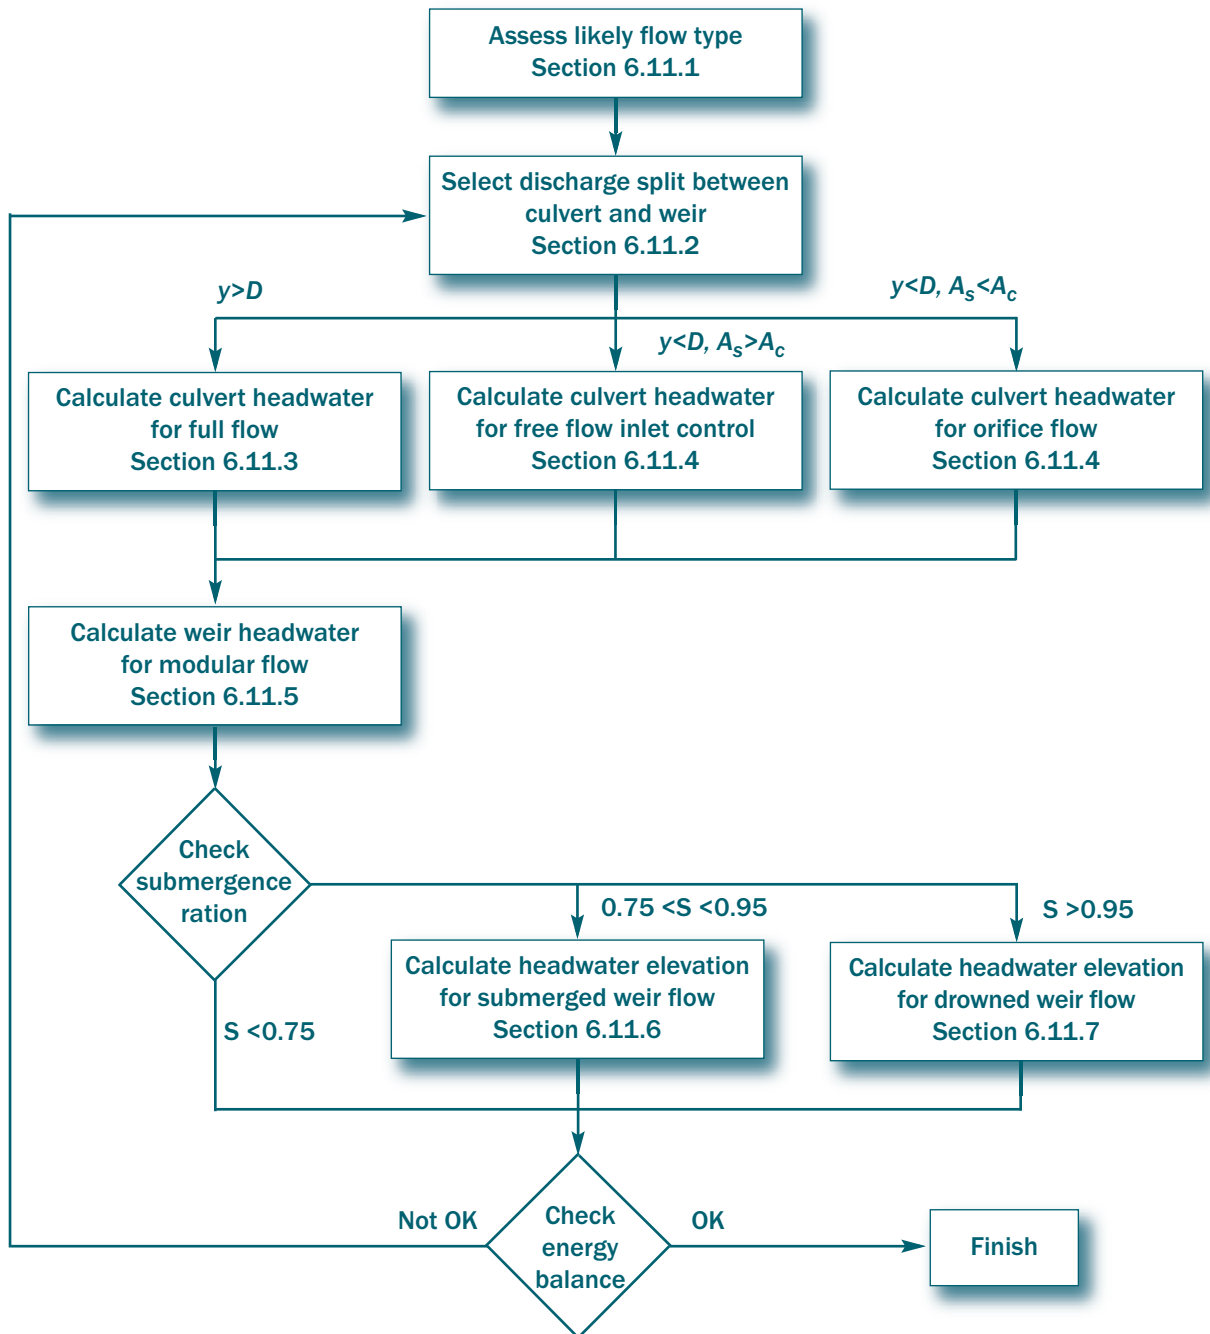 Assess likely flow type
Section 6.11.1
Select discharge split between
culvert and weir
Section 6.11.2
y>D
y<D, As<Ac
y<D, As>Ac
Calculate culvert headwater
for full flow
Section 6.11.3
Calculate culvert headwater
for free flow inlet control
Section 6.11.4
Calculate culvert headwater
for orifice flow
Section 6.11.4
Calculate weir headwater
for modular flow
Section 6.11.5
Check
submergence
ration
0.75 <S <0.95
S >0.95
S <0.75
Calculate headwater elevation
for submerged weir flow
Section 6.11.6
Calculate headwater elevation
for drowned weir flow
Section 6.11.7
Not OK
Check
energy
balance
OK
Finish